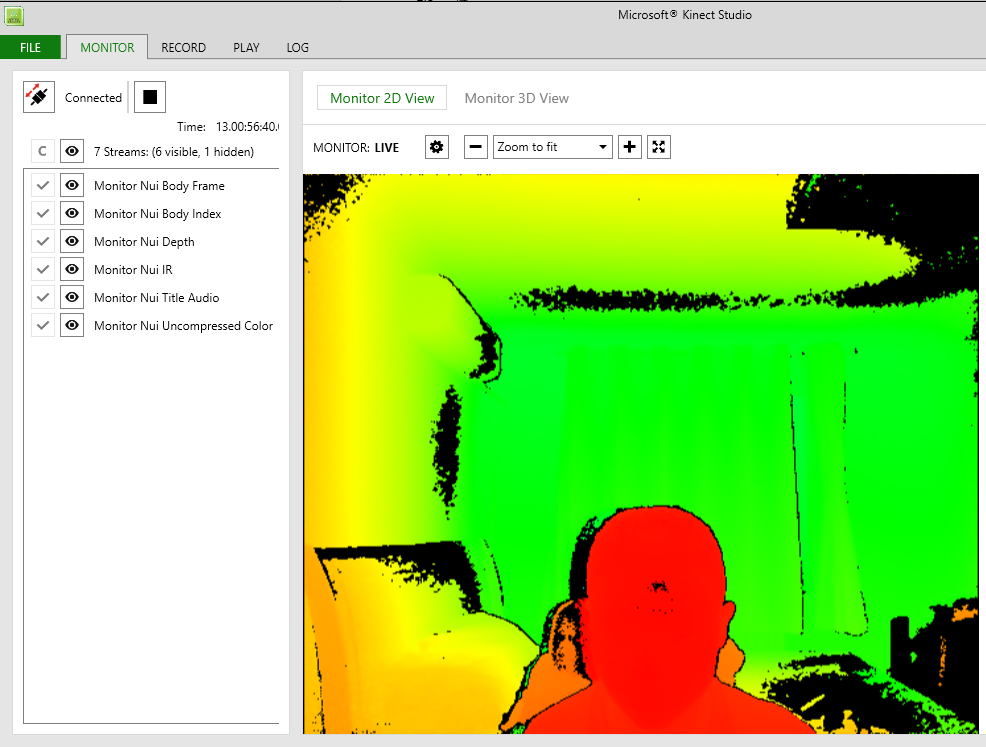 Microsoft® Kinect Studio
FILE MONITOR RECORD PLAY LOG
Connected
Time: 13.00:56:40.
C 7 Streams: (6 visible, 1 hidden)
Monitor Nui Body Frame
Monitor Nui Body Index
Monitor Nui Depth
Monitor Nui IR
Monitor Nui Title Audio
Monitor Nui Uncompressed Color
Monitor 2D View Monitor 3D View
MONITOR: LIVE Zoom to fit